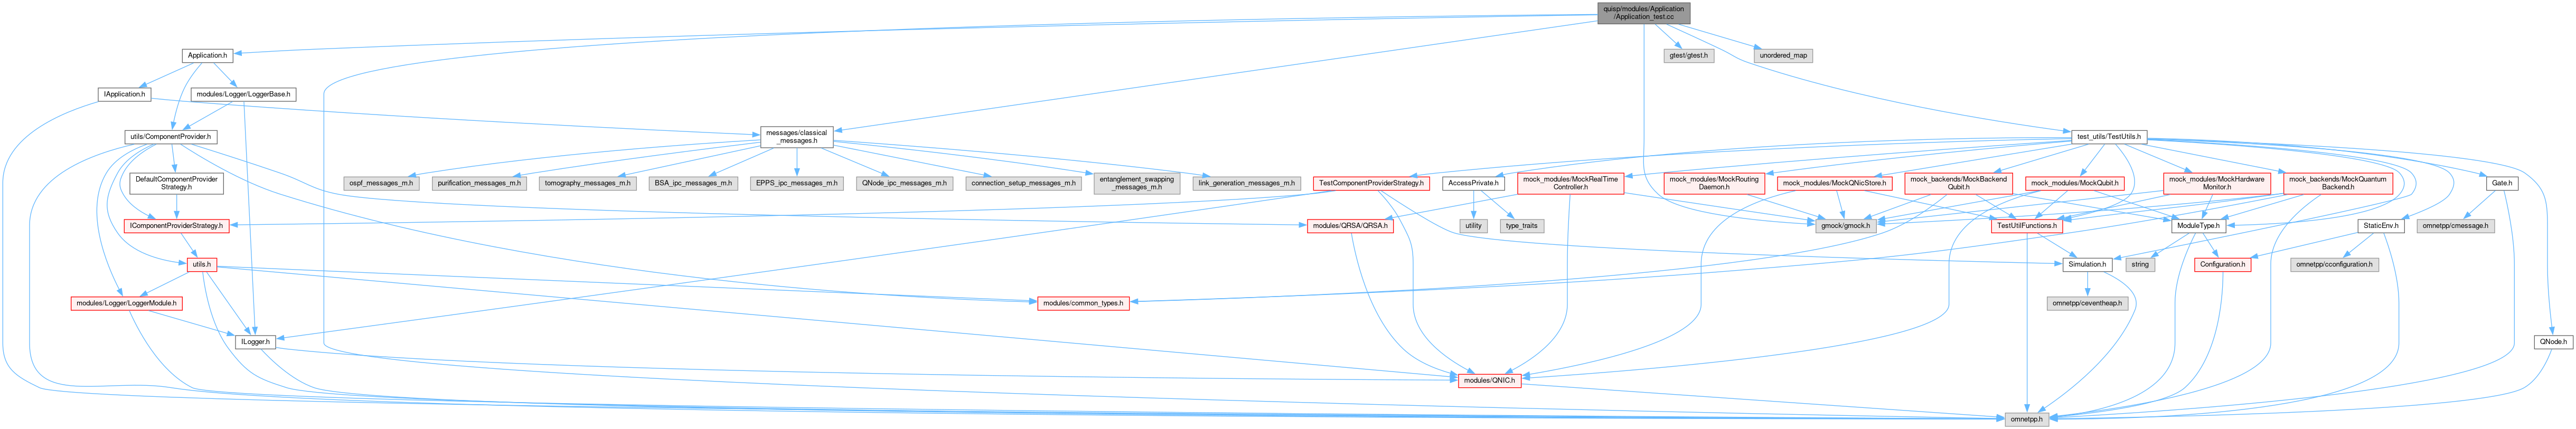 quisp/modules/Application
/Application_test.cc
Application.h
gtest/gtest.h
unordered_map
IApplication.h
modules/Logger/LoggerBase.h
utils/ComponentProvider.h
messages/classical
_messages.h
test_utils/TestUtils.h
DefaultComponentProvider
Strategy.h
ospf_messages_m.h
purification_messages_m.h
tomography_messages_m.h
BSA_ipc_messages_m.h
EPPS_ipc_messages_m.h
QNode_ipc_messages_m.h
connection_setup_messages_m.h
entanglement_swapping
_messages_m.h
link_generation_messages_m.h
TestComponentProviderStrategy.h
AccessPrivate.h
mock_modules/MockRealTime
Controller.h
mock_modules/MockRouting
Daemon.h
mock_modules/MockQNicStore.h
mock_backends/MockBackend
Qubit.h
mock_modules/MockQubit.h
mock_modules/MockHardware
Monitor.h
mock_backends/MockQuantum
Backend.h
Gate.h
IComponentProviderStrategy.h
modules/QRSA/QRSA.h
utility
type_traits
gmock/gmock.h
TestUtilFunctions.h
ModuleType.h
StaticEnv.h
omnetpp/cmessage.h
utils.h
Simulation.h
string
Configuration.h
omnetpp/cconfiguration.h
modules/Logger/LoggerModule.h
modules/common_types.h
omnetpp/ceventheap.h
ILogger.h
QNode.h
modules/QNIC.h
omnetpp.h